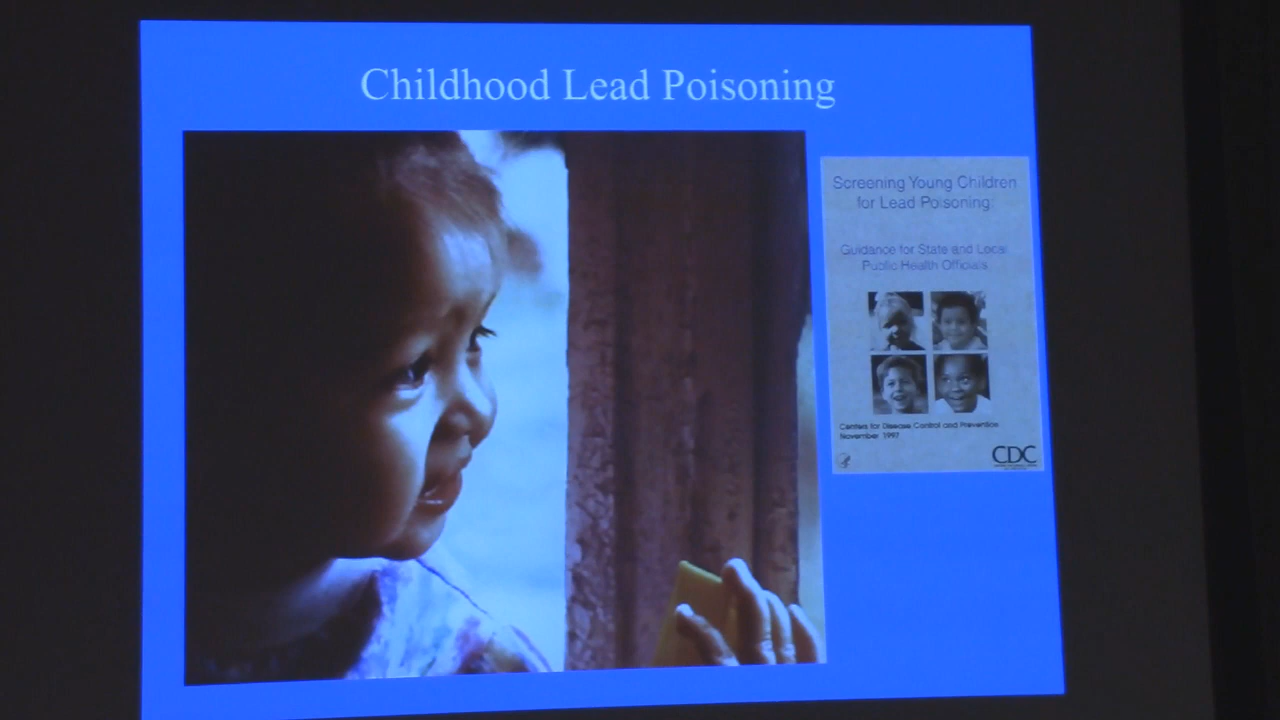 Childhood Lead Poisoning
Screening Young Children
for Lead Poisoning:
Guidance for State and Local
Public Health Officials
Centers for Disease Control and Prevention
November 1997
CDC